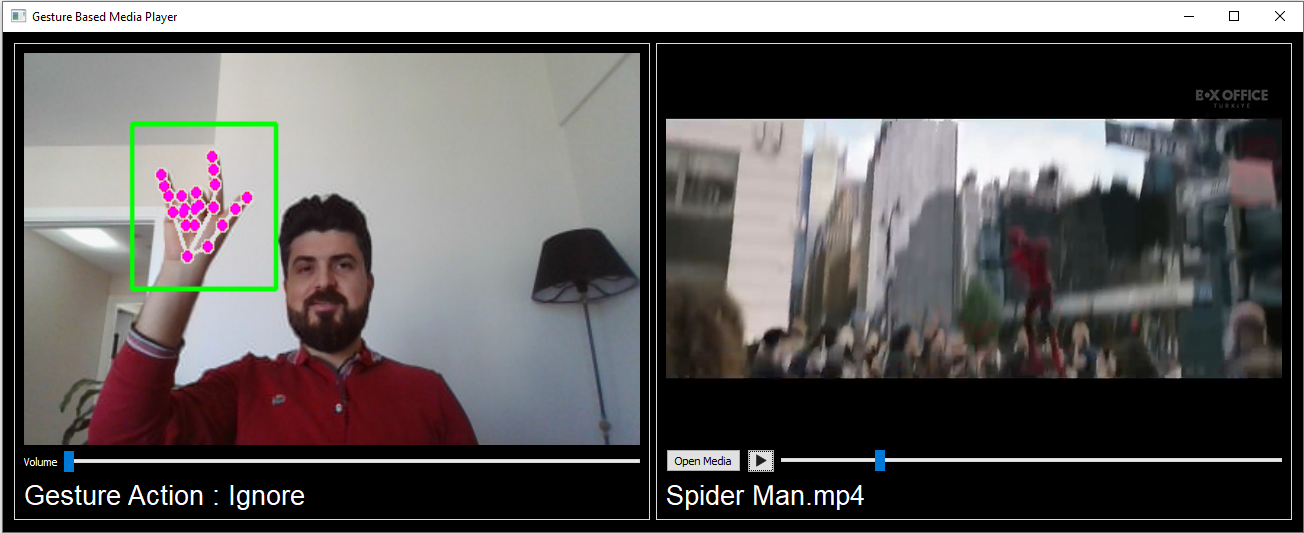 Gesture Based Media Player
BOX OFFICE
TÜRKİYE
Volume
Gesture Action : Ignore
Open Media
Spider Man.mp4